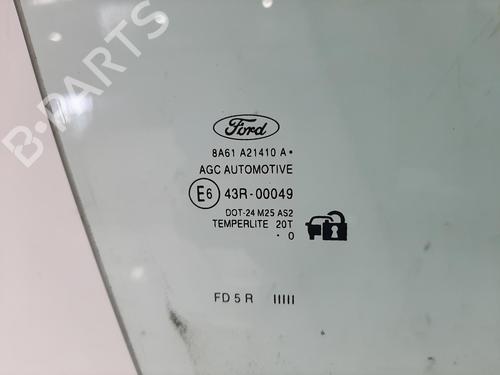 B-PARTS
Ford
8A61 A21410 A •
AGC AUTOMOTIVE
E6 43R-00049
DOT-24 M25 AS2
TEMPERLITE 20T
• 0
FD 5 R IIIII